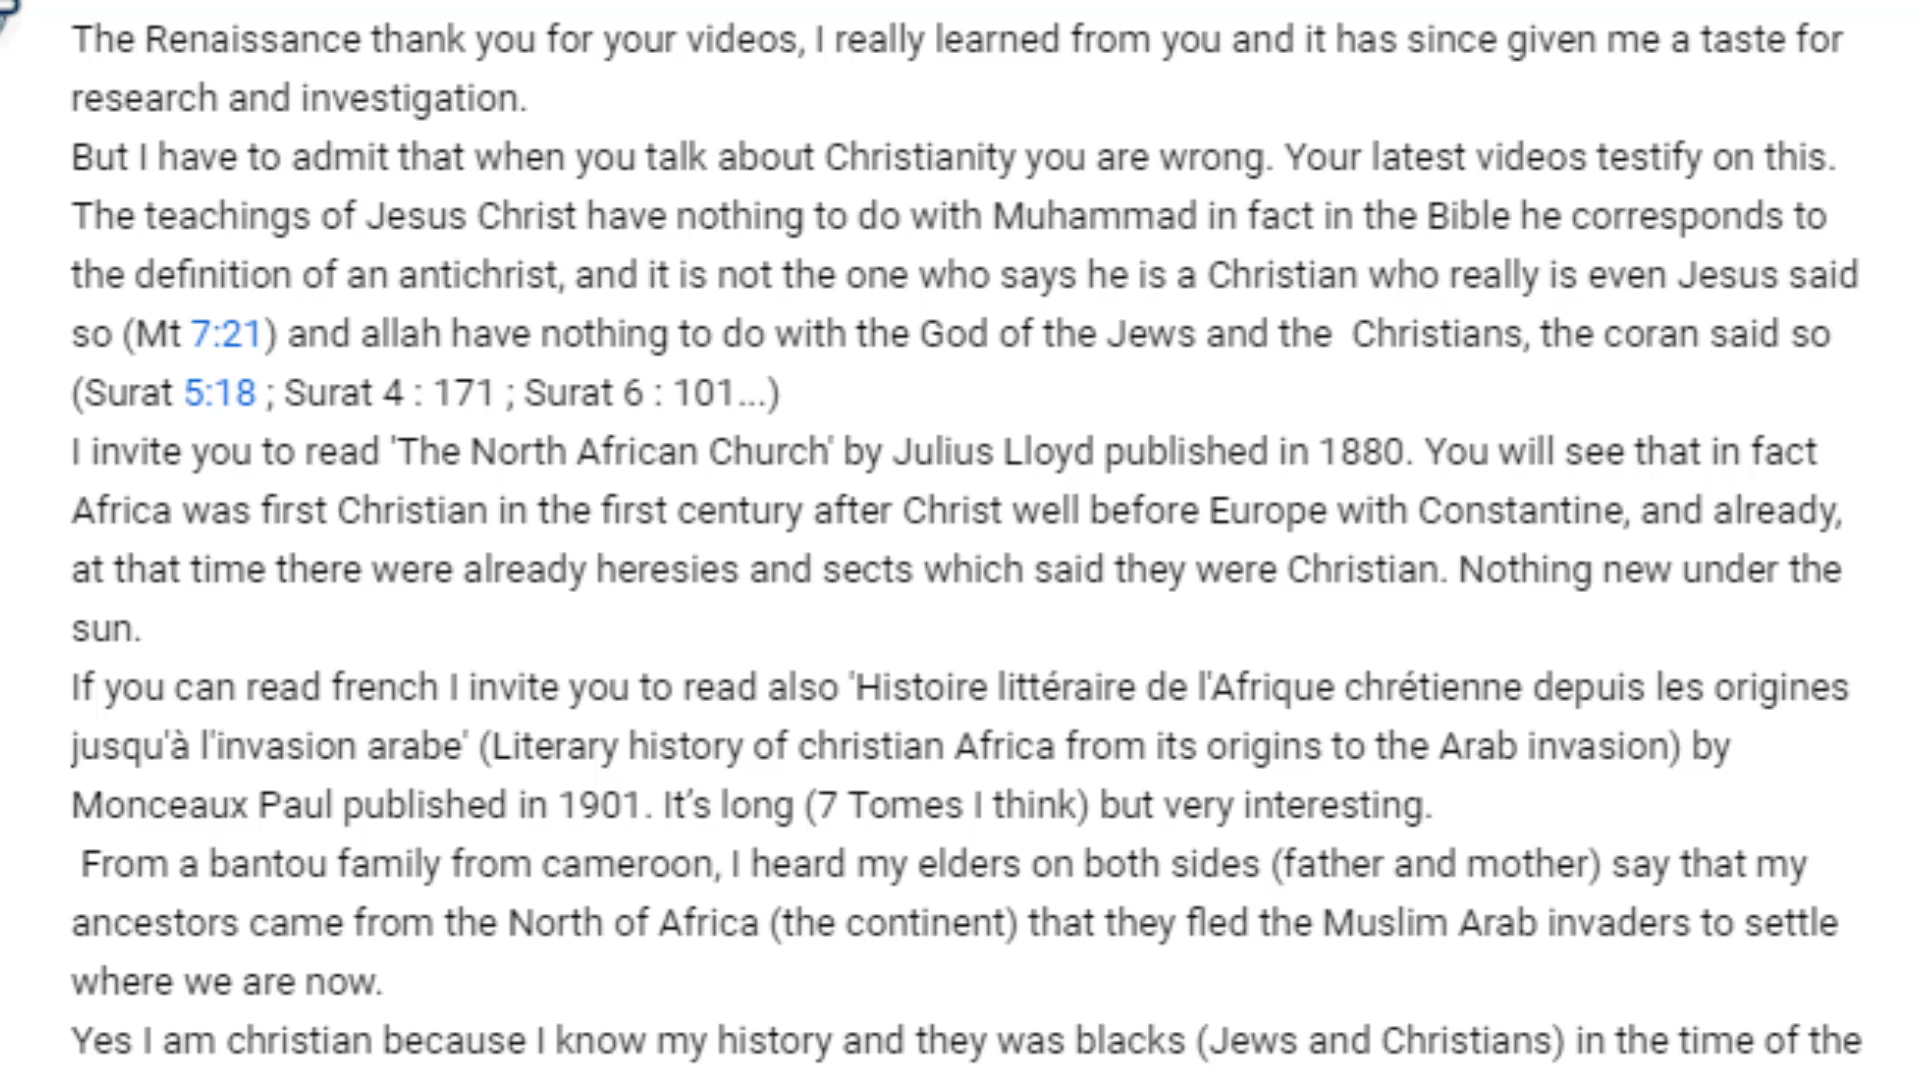 The Renaissance thank you for your videos, I really learned from you and it has since given me a taste for
research and investigation.
But I have to admit that when you talk about Christianity you are wrong. Your latest videos testify on this.
The teachings of Jesus Christ have nothing to do with Muhammad in fact in the Bible he corresponds to
the definition of an antichrist, and it is not the one who says he is a Christian who really is even Jesus said
so (Mt 7:21) and allah have nothing to do with the God of the Jews and the  Christians, the coran said so
(Surat 5:18 ; Surat 4 : 171 ; Surat 6 : 101...)
I invite you to read 'The North African Church' by Julius Lloyd published in 1880. You will see that in fact
Africa was first Christian in the first century after Christ well before Europe with Constantine, and already,
at that time there were already heresies and sects which said they were Christian. Nothing new under the
sun.
If you can read french I invite you to read also 'Histoire littéraire de l'Afrique chrétienne depuis les origines
jusqu'à l'invasion arabe' (Literary history of christian Africa from its origins to the Arab invasion) by
Monceaux Paul published in 1901. It’s long (7 Tomes I think) but very interesting.
From a bantou family from cameroon, I heard my elders on both sides (father and mother) say that my
ancestors came from the North of Africa (the continent) that they fled the Muslim Arab invaders to settle
where we are now.
Yes I am christian because I know my history and they was blacks (Jews and Christians) in the time of the